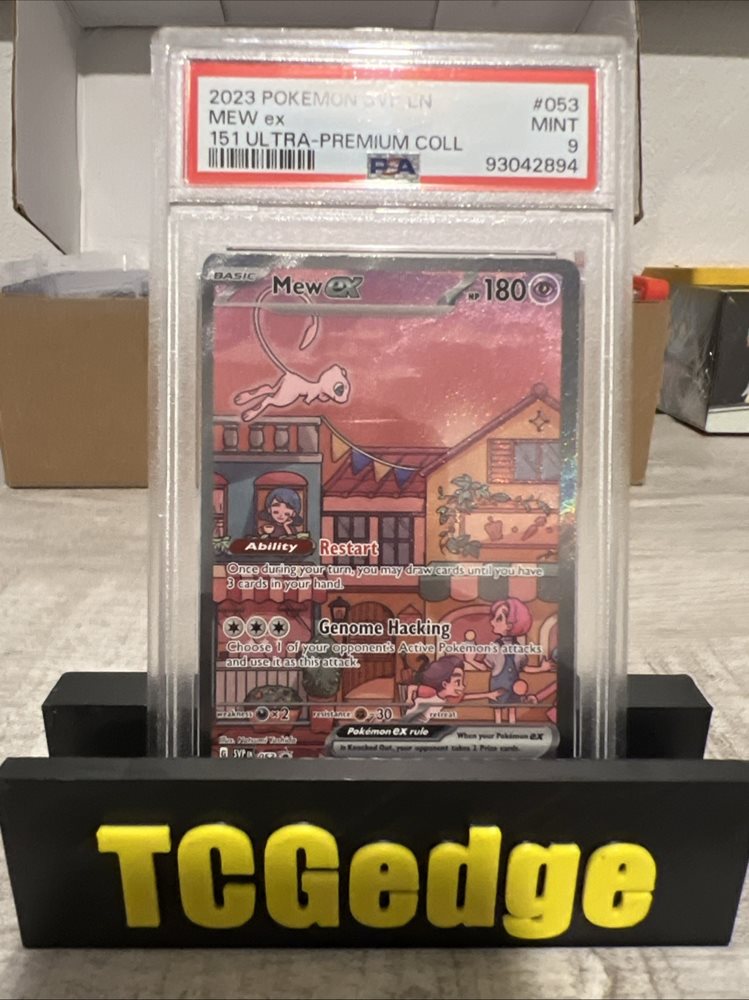 2023 POKEMON SVP EN #053
MEW ex MINT
151 ULTRA-PREMIUM COLL 9
PSA 93042894
BASIC Mew ex HP 180
Ability Restart
Once during your turn, you may draw cards until you have
3 cards in your hand.
Genome Hacking
Choose 1 of your opponent's Active Pokémon's attacks
and use it as this attack.
weakness ×2 resistance -30 retreat
Pokémon ex rule When your Pokémon ex
is Knocked Out, your opponent takes 2 Prize cards.
Illus. Natsumi Yoshida
G SVP EN 053
TCGedge